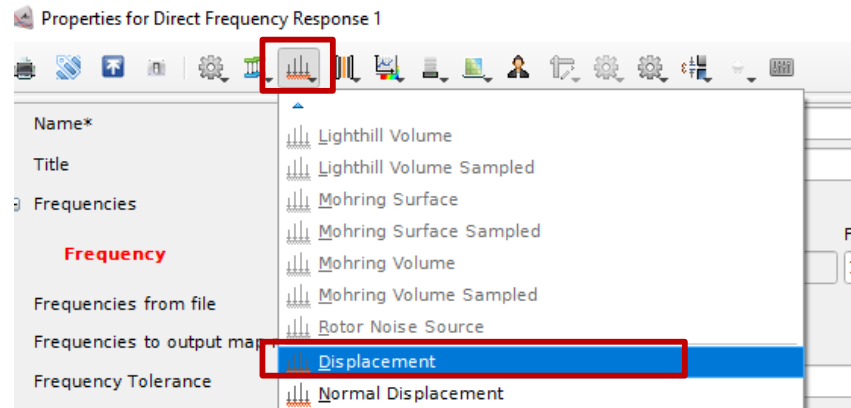 Properties for Direct Frequency Response 1
Name*
Title
Frequencies
Frequency
Frequencies from file
Frequencies to output map
Frequency Tolerance
Lighthill Volume
Lighthill Volume Sampled
Mohring Surface
Mohring Surface Sampled
Mohring Volume
Mohring Volume Sampled
Rotor Noise Source
Displacement
Normal Displacement